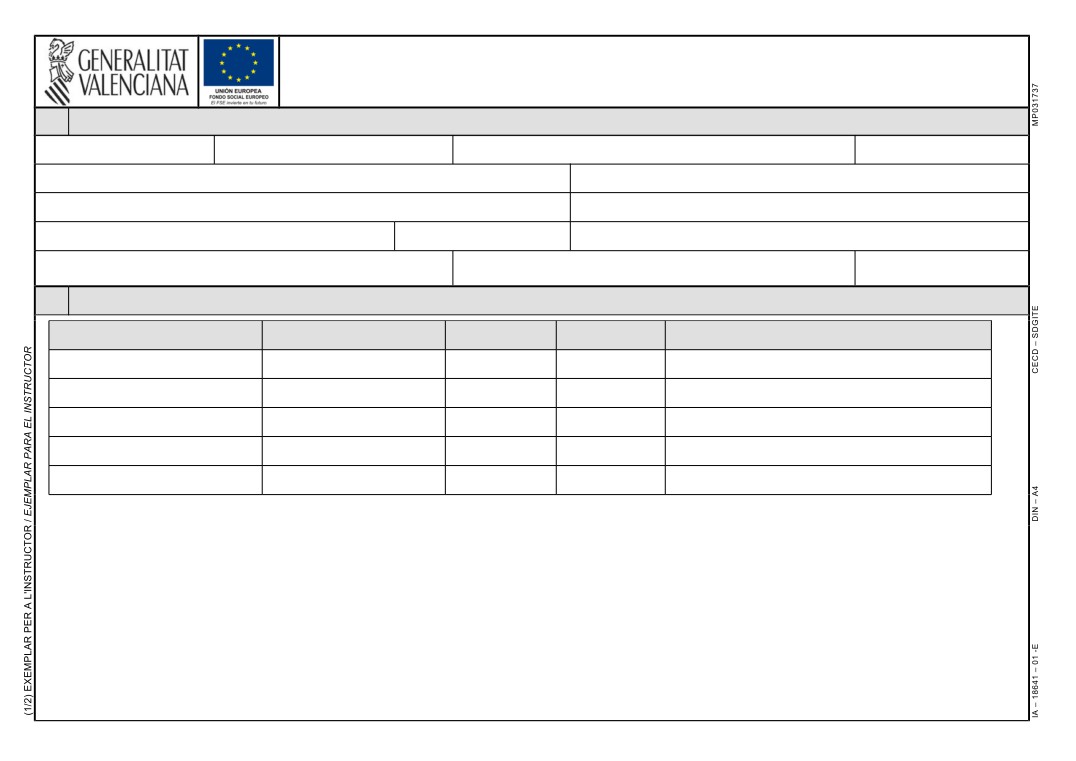 GENERALITAT
VALENCIANA
UNIÓN EUROPEA
FONDO SOCIAL EUROPEO
El FSE invierte en tu futuro
MP031737
CECD – SDGITE
DIN – A4
IA – 18641 – 01 -E
(1/2) EXEMPLAR PER A L'INSTRUCTOR / EJEMPLAR PARA EL INSTRUCTOR